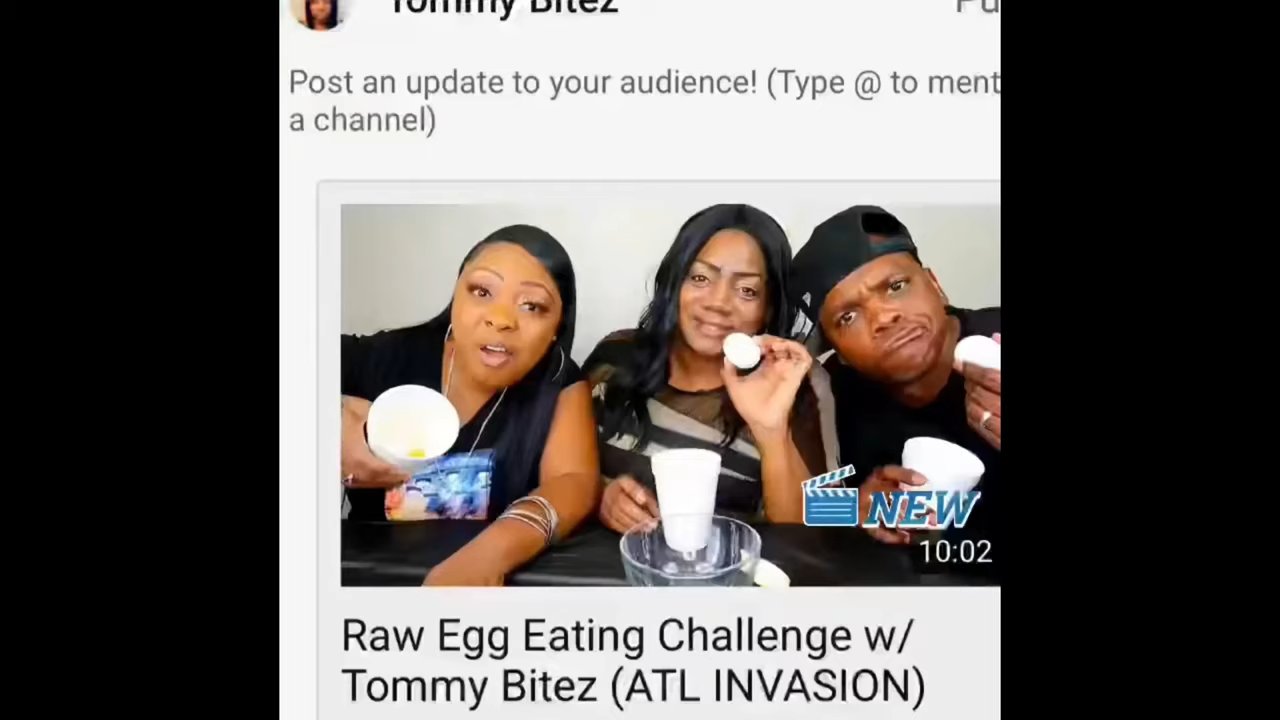 Tommy Bitez
Post an update to your audience! (Type @ to ment
a channel)
NEW
10:02
Raw Egg Eating Challenge w/
Tommy Bitez (ATL INVASION)